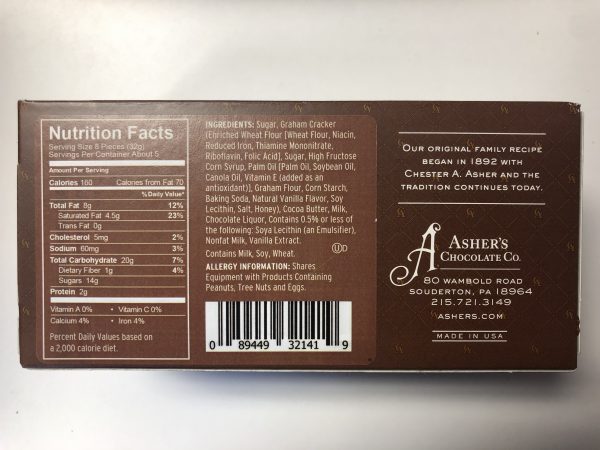 Nutrition Facts
Serving Size 8 Pieces (32g)
Servings Per Container About 5
Amount Per Serving
Calories 160 Calories from Fat 70
% Daily Value*
Total Fat 8g 12%
Saturated Fat 4.5g 23%
Trans Fat 0g
Cholesterol 5mg 2%
Sodium 60mg 3%
Total Carbohydrate 20g 7%
Dietary Fiber 1g 4%
Sugars 14g
Protein 2g
Vitamin A 0% • Vitamin C 0%
Calcium 4% • Iron 4%
Percent Daily Values based on
a 2,000 calorie diet.
INGREDIENTS: Sugar, Graham Cracker
(Enriched Wheat Flour [Wheat Flour, Niacin,
Reduced Iron, Thiamine Mononitrate,
Riboflavin, Folic Acid], Sugar, High Fructose
Corn Syrup, Palm Oil [Palm Oil, Soybean Oil,
Canola Oil, Vitamin E (added as an
antioxidant)], Graham Flour, Corn Starch,
Baking Soda, Natural Vanilla Flavor, Soy
Lecithin, Salt, Honey), Cocoa Butter, Milk,
Chocolate Liquor, Contains 0.5% or less of
the following: Soya Lecithin (an Emulsifier),
Nonfat Milk, Vanilla Extract.
Contains Milk, Soy, Wheat.
UD
ALLERGY INFORMATION: Shares
Equipment with Products Containing
Peanuts, Tree Nuts and Eggs.
0 89449 32141 9
OUR ORIGINAL FAMILY RECIPE
BEGAN IN 1892 WITH
CHESTER A. ASHER AND THE
TRADITION CONTINUES TODAY.
A ASHER'S
CHOCOLATE CO.
80 WAMBOLD ROAD
SOUDERTON, PA 18964
215.721.3149
ASHERS.COM
MADE IN USA